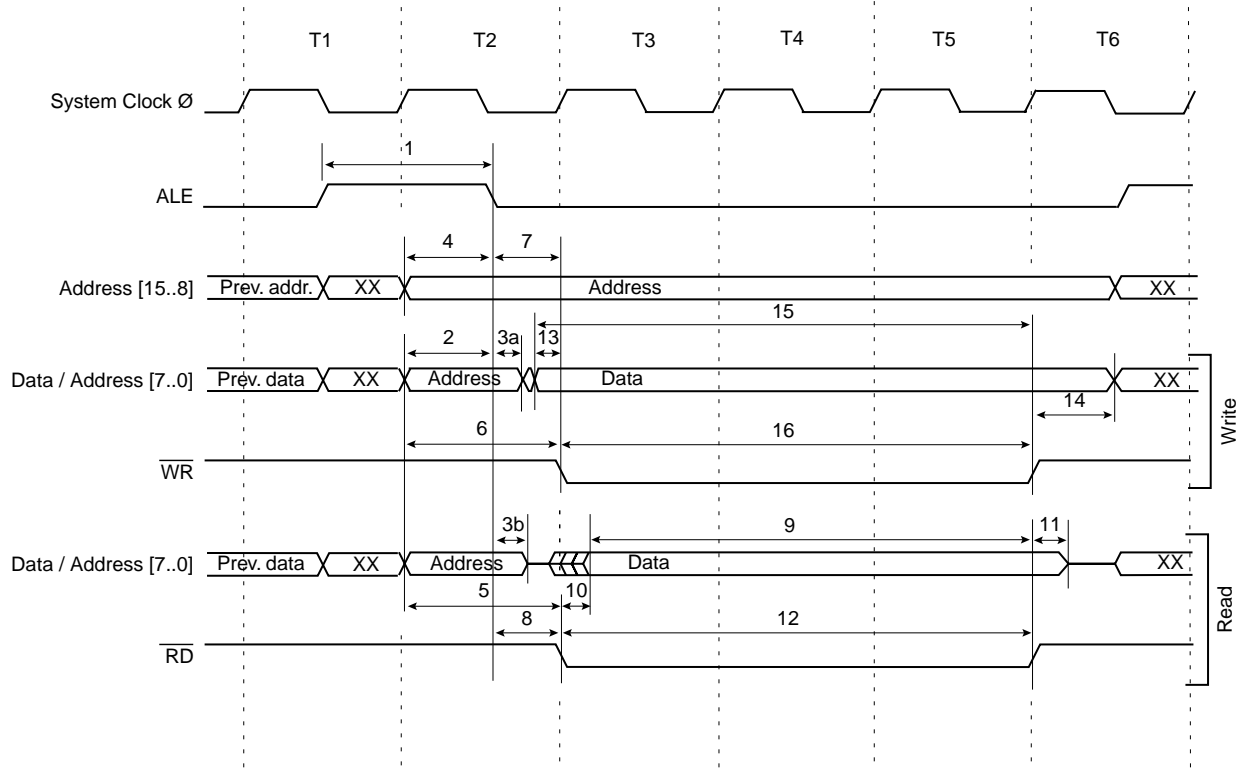 T1 T2 T3 T4 T5 T6
System Clock Ø
1
ALE
4 7
Address [15..8] Prev. addr. XX Address XX
15
2 3a 13
Data / Address [7..0] Prev. data XX Address Data XX
14
6 16
WR
Write
3b 9 11
Data / Address [7..0] Prev. data XX Address Data XX
5 10
8 12
RD
Read